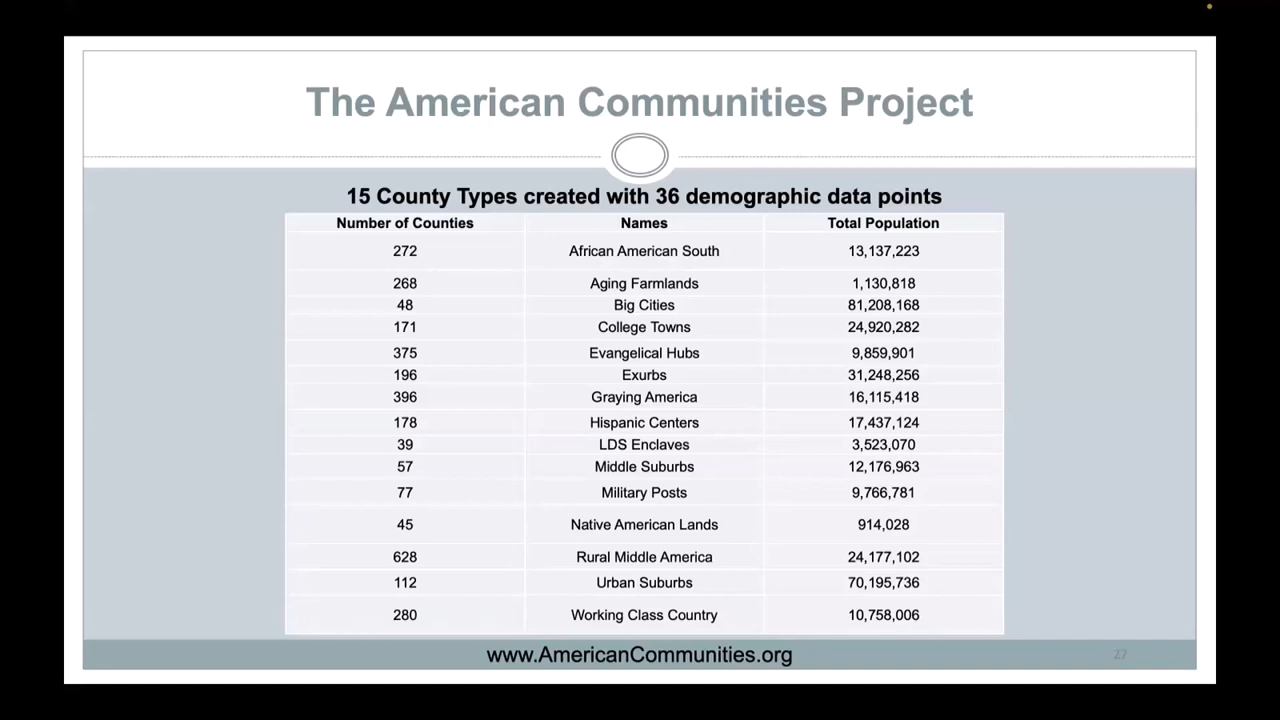 The American Communities Project
15 County Types created with 36 demographic data points
Number of Counties Names Total Population
272 African American South 13,137,223
268 Aging Farmlands 1,130,818
48 Big Cities 81,208,168
171 College Towns 24,920,282
375 Evangelical Hubs 9,859,901
196 Exurbs 31,248,256
396 Graying America 16,115,418
178 Hispanic Centers 17,437,124
39 LDS Enclaves 3,523,070
57 Middle Suburbs 12,176,963
77 Military Posts 9,766,781
45 Native American Lands 914,028
628 Rural Middle America 24,177,102
112 Urban Suburbs 70,195,736
280 Working Class Country 10,758,006
www.AmericanCommunities.org
27